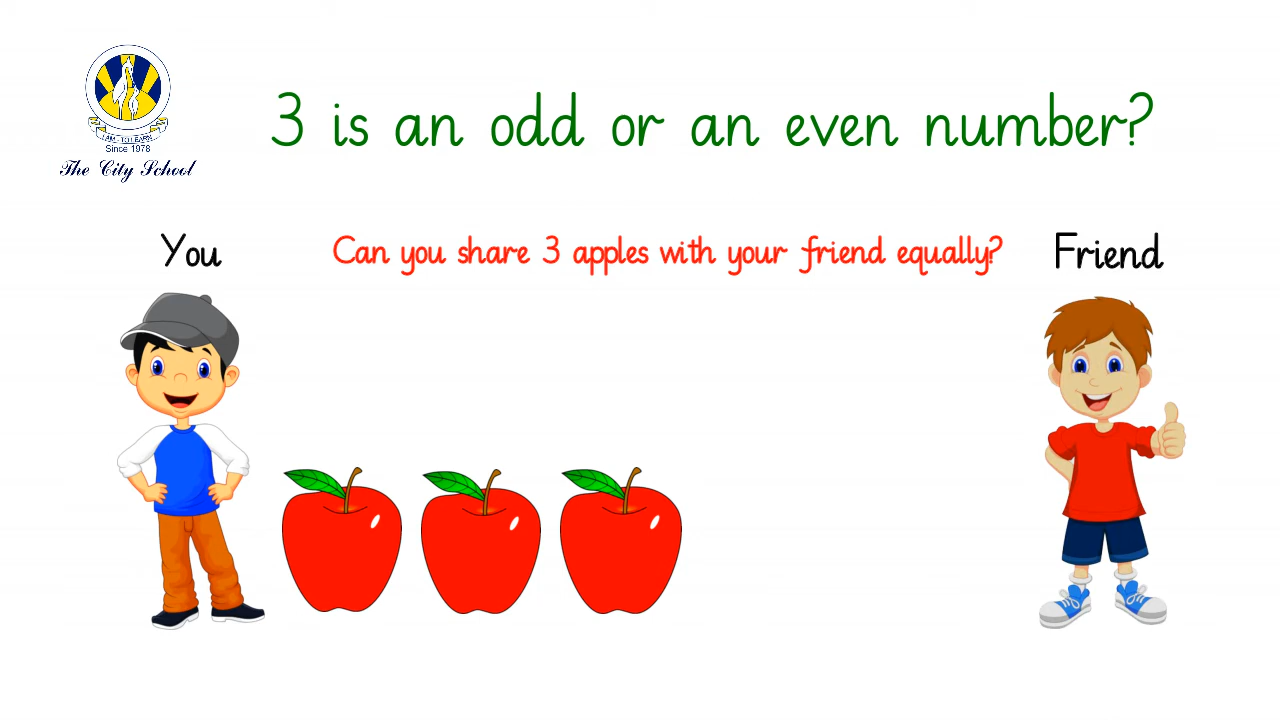 3 is an odd or an even number?
Since 1978
The City School
You
Can you share 3 apples with your friend equally?
Friend